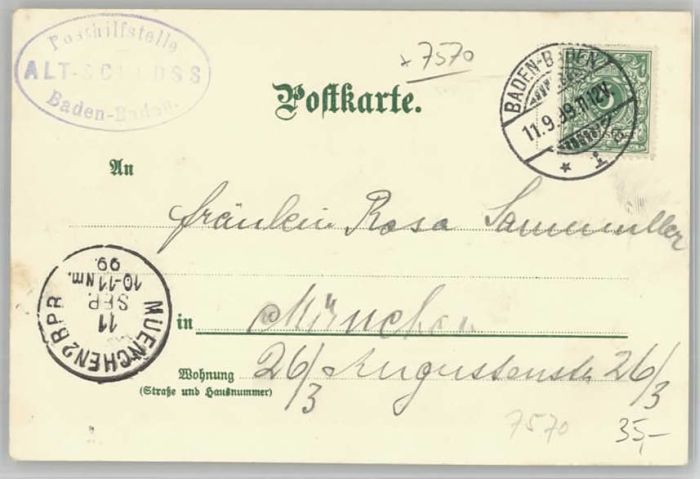 Posthilfstelle
ALT-SCHLOSS
Baden-Baden.
x 7570
Postkarte.
BADEN-BADEN
11.9.99.11-12V.
* 1
An
Fräulein Rosa Sammüller
MUENCHEN 2 B.P.R
11
SEP.
10-11 Nm.
99.
in München
Wohnung 26/3 Augustenstr 26/3
(Straße und Hausnummer)
7570
35,-